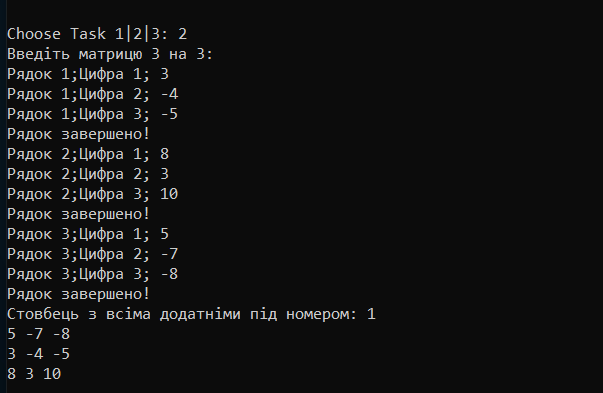 Choose Task 1|2|3: 2
Введіть матрицю 3 на 3:
Рядок 1;Цифра 1; 3
Рядок 1;Цифра 2; -4
Рядок 1;Цифра 3; -5
Рядок завершено!
Рядок 2;Цифра 1; 8
Рядок 2;Цифра 2; 3
Рядок 2;Цифра 3; 10
Рядок завершено!
Рядок 3;Цифра 1; 5
Рядок 3;Цифра 2; -7
Рядок 3;Цифра 3; -8
Рядок завершено!
Стовбець з всіма додатніми під номером: 1
5 -7 -8
3 -4 -5
8 3 10